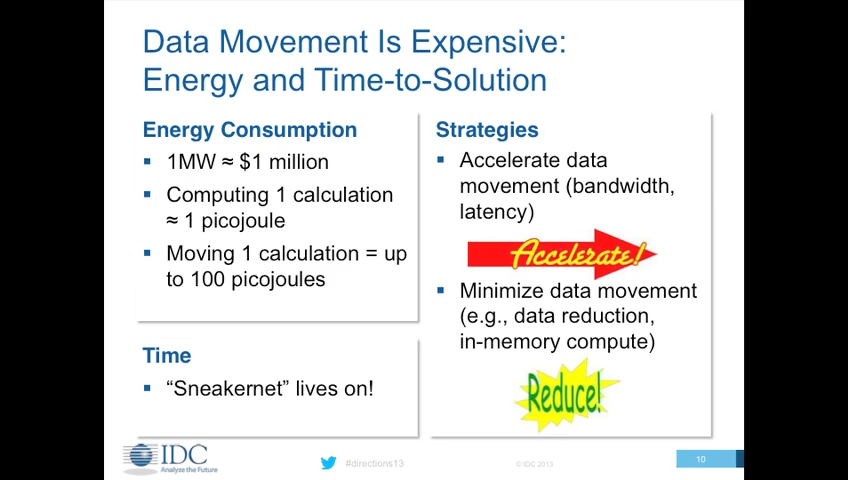 Data Movement Is Expensive:
Energy and Time-to-Solution
Energy Consumption
▪ 1MW ≈ $1 million
▪ Computing 1 calculation
≈ 1 picojoule
▪ Moving 1 calculation = up
to 100 picojoules
Time
▪ “Sneakernet” lives on!
Strategies
▪ Accelerate data
movement (bandwidth,
latency)
Accelerate!
▪ Minimize data movement
(e.g., data reduction,
in-memory compute)
Reduce!
IDC
Analyze the Future
#directions13
© IDC 2013
10